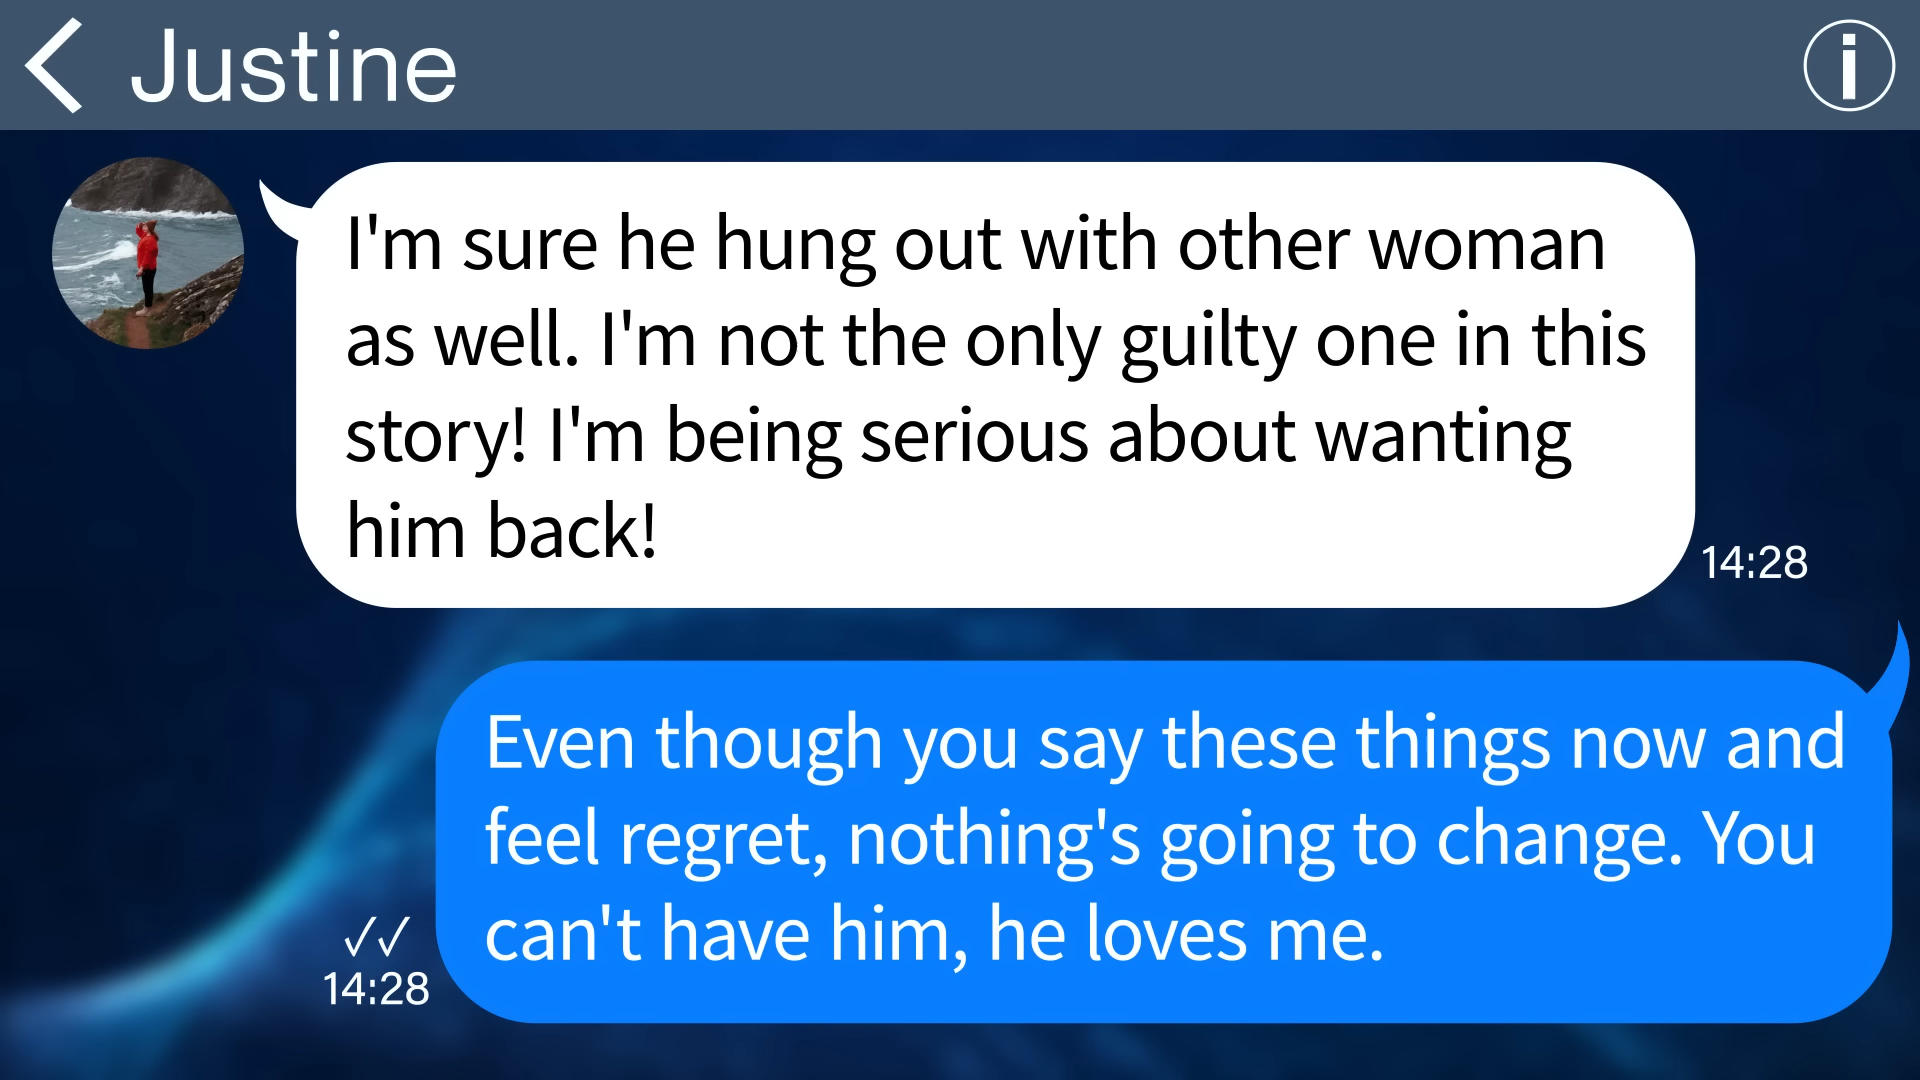 Justine
I'm sure he hung out with other woman
as well. I'm not the only guilty one in this
story! I'm being serious about wanting
him back!
14:28
Even though you say these things now and
feel regret, nothing's going to change. You
can't have him, he loves me.
✓✓
14:28